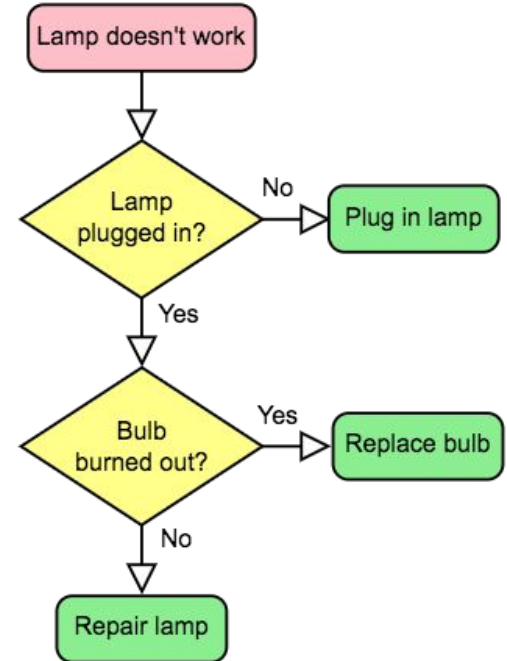 Lamp doesn't work
Lamp
plugged in?
No
Plug in lamp
Yes
Bulb
burned out?
Yes
Replace bulb
No
Repair lamp